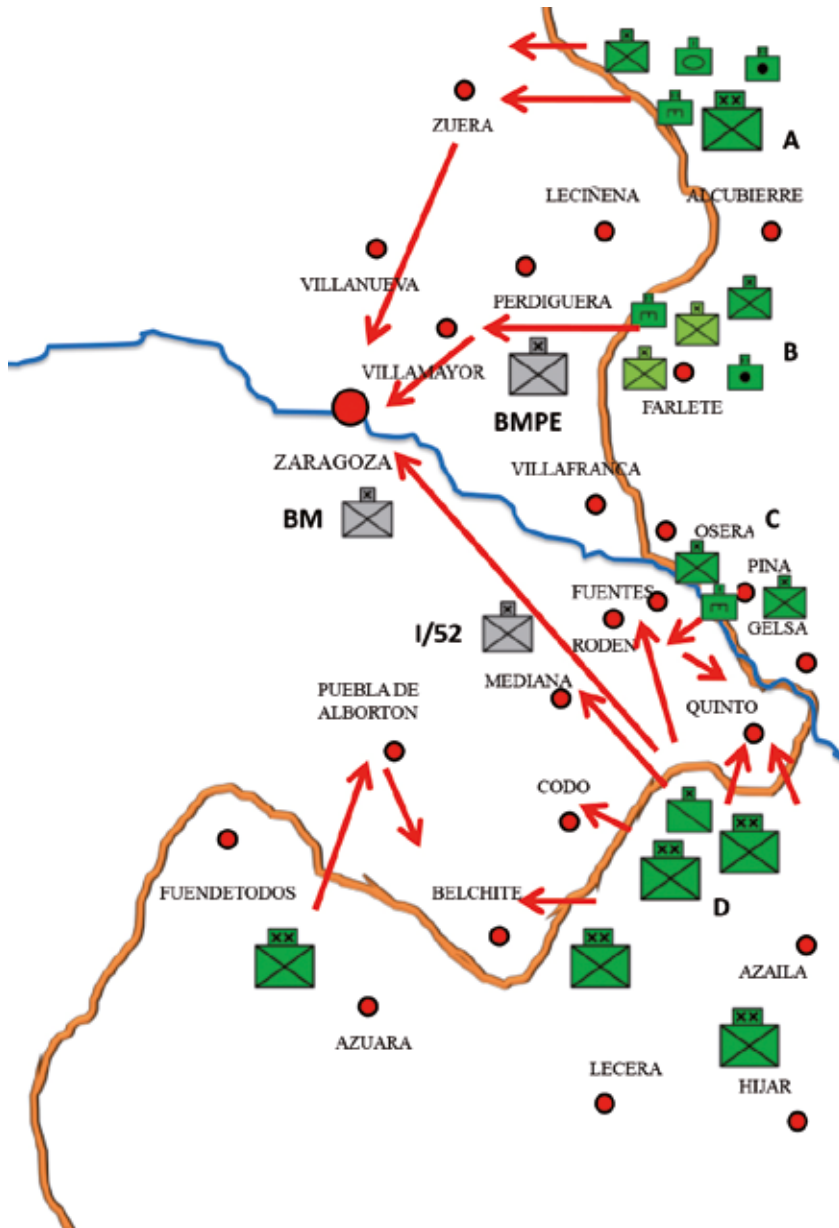 ZUERA
A
LECIÑENA
ALCUBIERRE
VILLANUEVA
PERDIGUERA
B
VILLAMAYOR
BMPE
FARLETE
ZARAGOZA
VILLAFRANCA
BM
C
OSERA
PINA
FUENTES
GELSA
I/52
RODEN
MEDIANA
PUEBLA DE
ALBORTON
QUINTO
CODO
FUENDETODOS
BELCHITE
D
AZAILA
AZUARA
LECERA
HIJAR